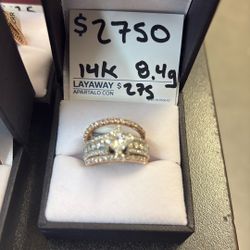 $2750
14k 8.4g
LAYAWAY $275
APARTALO CON